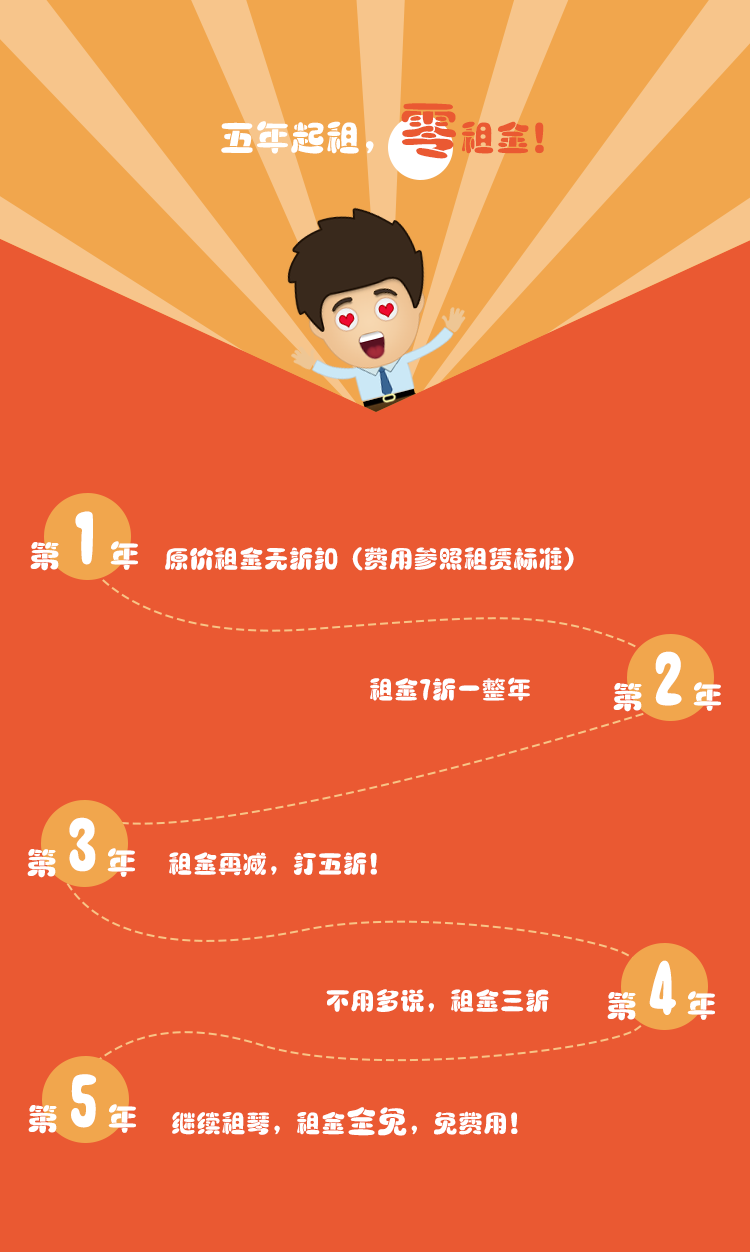 五年起租，零租金！
第1年 原价租金无折扣（费用参照租赁标准）
租金7折一整年 第2年
第3年 租金再减，打五折！
不用多说，租金三折 第4年
第5年 继续租琴，租金全免，免费用！